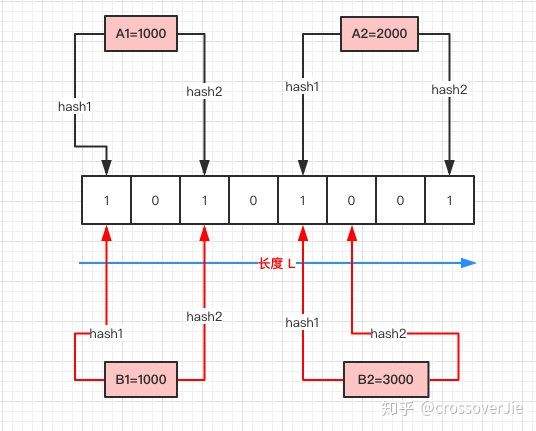 A1=1000
A2=2000
hash1
hash2
hash1
hash2
1 0 1 0 1 0 0 1
长度 L
hash1
hash2
hash1
hash2
B1=1000
B2=3000
知乎 @crossoverJie